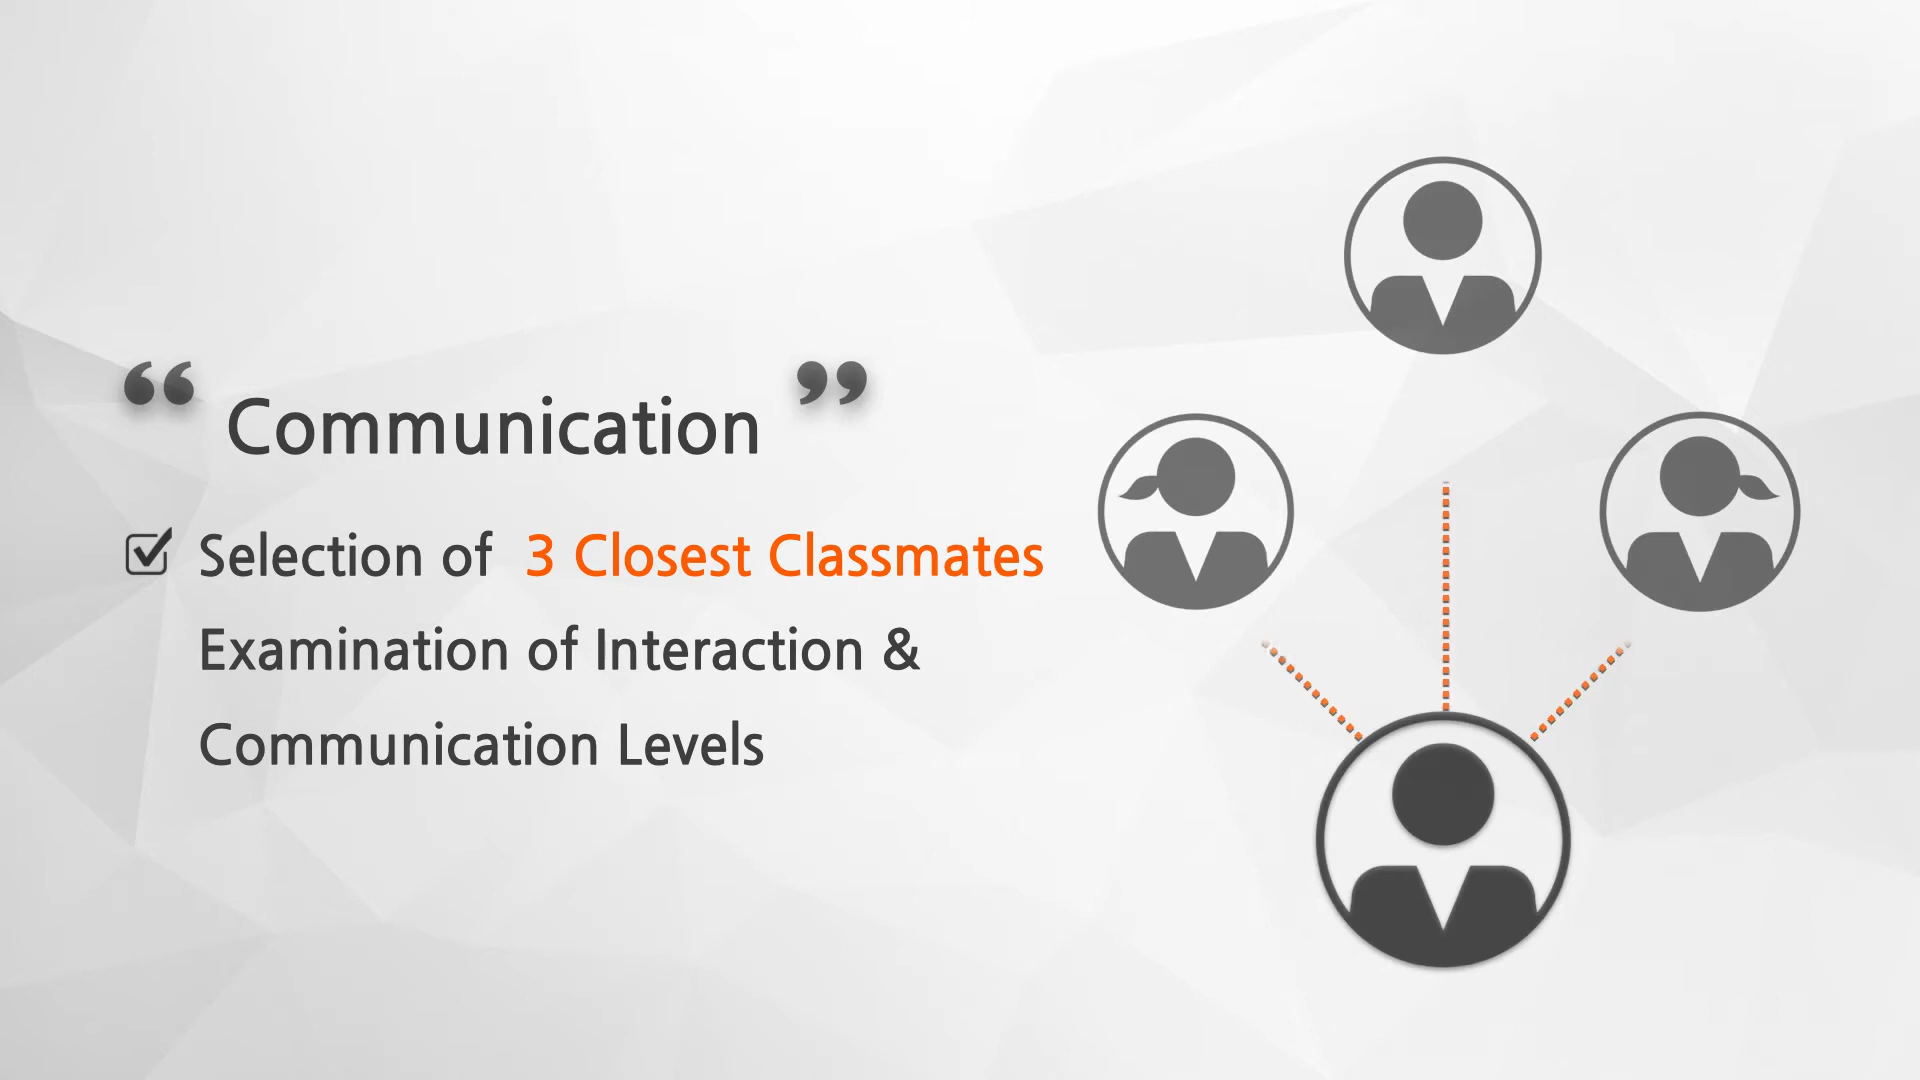 “ Communication ”
Selection of 3 Closest Classmates
Examination of Interaction &
Communication Levels